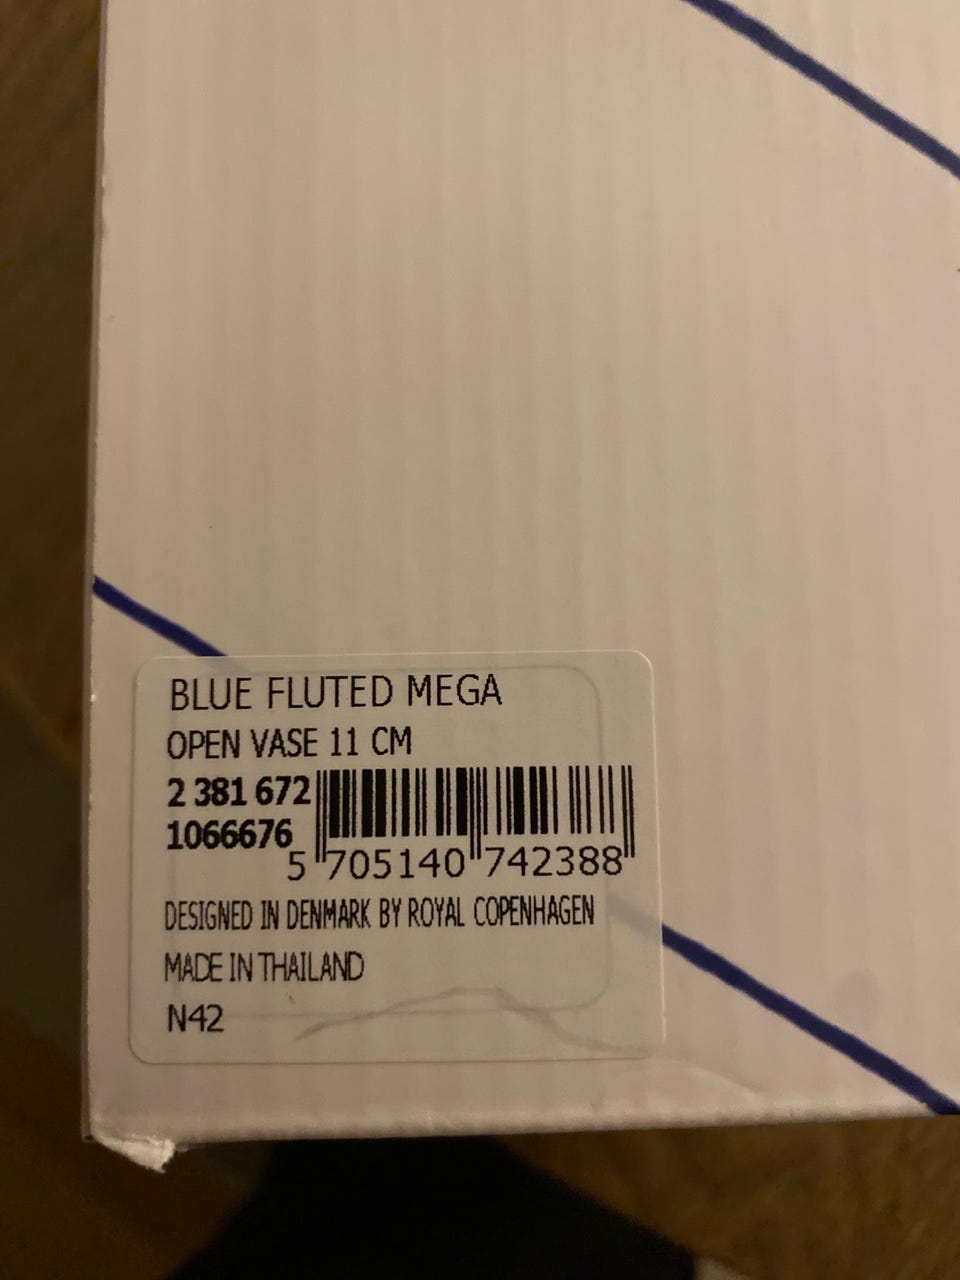 BLUE FLUTED MEGA
OPEN VASE 11 CM
2 381 672
1066676
5 705140 742388
DESIGNED IN DENMARK BY ROYAL COPENHAGEN
MADE IN THAILAND
N42